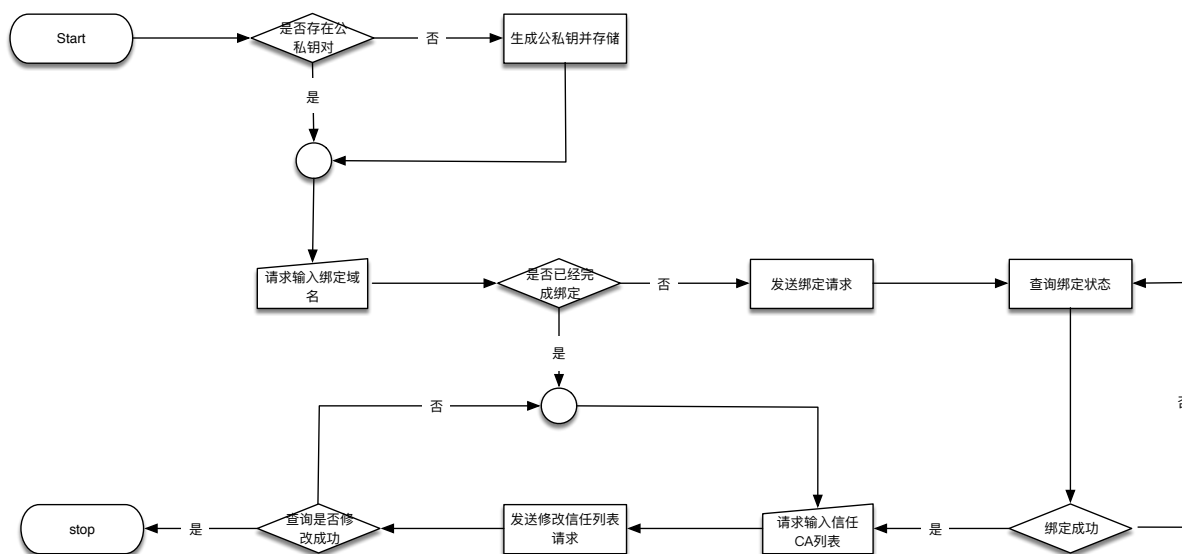 Start
是否存在公
私钥对
否
生成公私钥并存储
是
请求输入绑定域
名
是否已经完
成绑定
否
发送绑定请求
查询绑定状态
是
否
否
stop
是
查询是否修
改成功
发送修改信任列表
请求
请求输入信任
CA列表
是
绑定成功